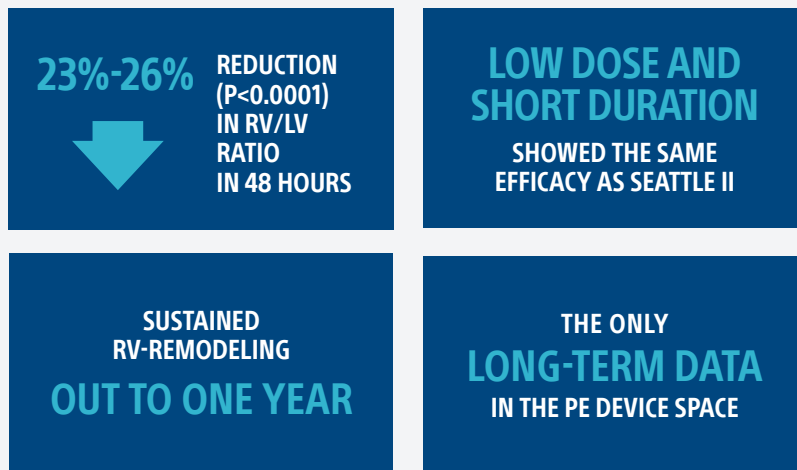 23%-26%
REDUCTION
(P<0.0001)
IN RV/LV
RATIO
IN 48 HOURS
LOW DOSE AND
SHORT DURATION
SHOWED THE SAME
EFFICACY AS SEATTLE II
SUSTAINED
RV-REMODELING
OUT TO ONE YEAR
THE ONLY
LONG-TERM DATA
IN THE PE DEVICE SPACE